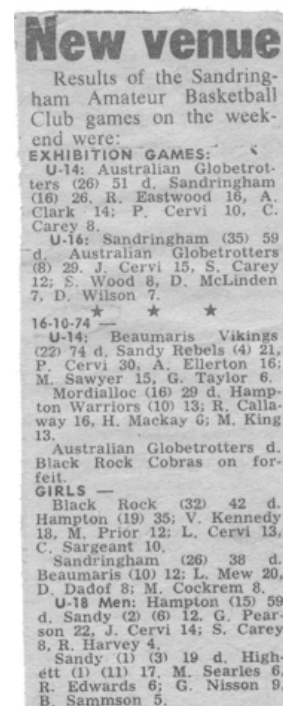 New venue
Results of the Sandring-
ham Amateur Basketball
Club games on the week-
end were:
EXHIBITION GAMES:
U-14: Australian Globetrot-
ters (26) 51 d. Sandringham
(16) 26. R. Eastwood 16, A.
Clark 14; P. Cervi 10, C.
Carey 8.
U-16: Sandringham (35) 59
d. Australian Globetrotters
(8) 29. J. Cervi 15, S. Carey
12; S. Wood 8, D. McLinden
7, D. Wilson 7.
★ ★ ★
16-10-74 —
U-14: Beaumaris Vikings
(22) 74 d. Sandy Rebels (4) 21,
P. Cervi 30, A. Ellerton 16;
M. Sawyer 15, G. Taylor 6.
Mordialloc (16) 29 d. Hamp-
ton Warriors (10) 13; R. Calla-
way 16, H. Mackay 6; M. King
13.
Australian Globetrotters d.
Black Rock Cobras on for-
feit.
GIRLS —
Black Rock (32) 42 d.
Hampton (19) 35; V. Kennedy
18, M. Prior 12; L. Cervi 13,
C. Sargeant 10.
Sandringham (26) 38 d.
Beaumaris (10) 12; L. Mew 20,
D. Dadof 8; M. Cockrem 8.
U-18 Men: Hampton (15) 59
d. Sandy (2) (6) 12. G. Pear-
son 22, J. Cervi 14; S. Carey
8, R. Harvey 4.
Sandy (1) (3) 19 d. High-
ett (1) (11) 17. M. Searles 6,
R. Edwards 6; G. Nisson 9,
B. Sammson 5.